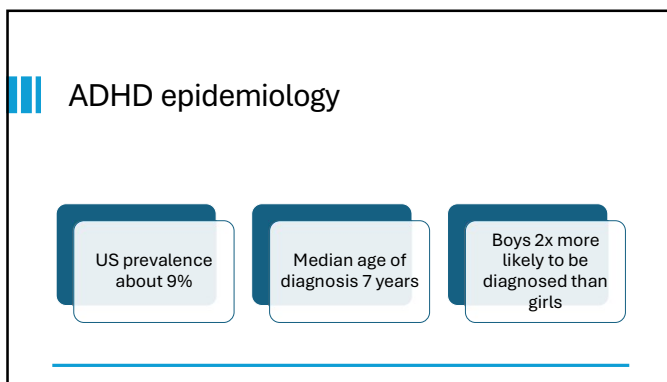 ADHD epidemiology
US prevalence
about 9%
Median age of
diagnosis 7 years
Boys 2x more
likely to be
diagnosed than
girls